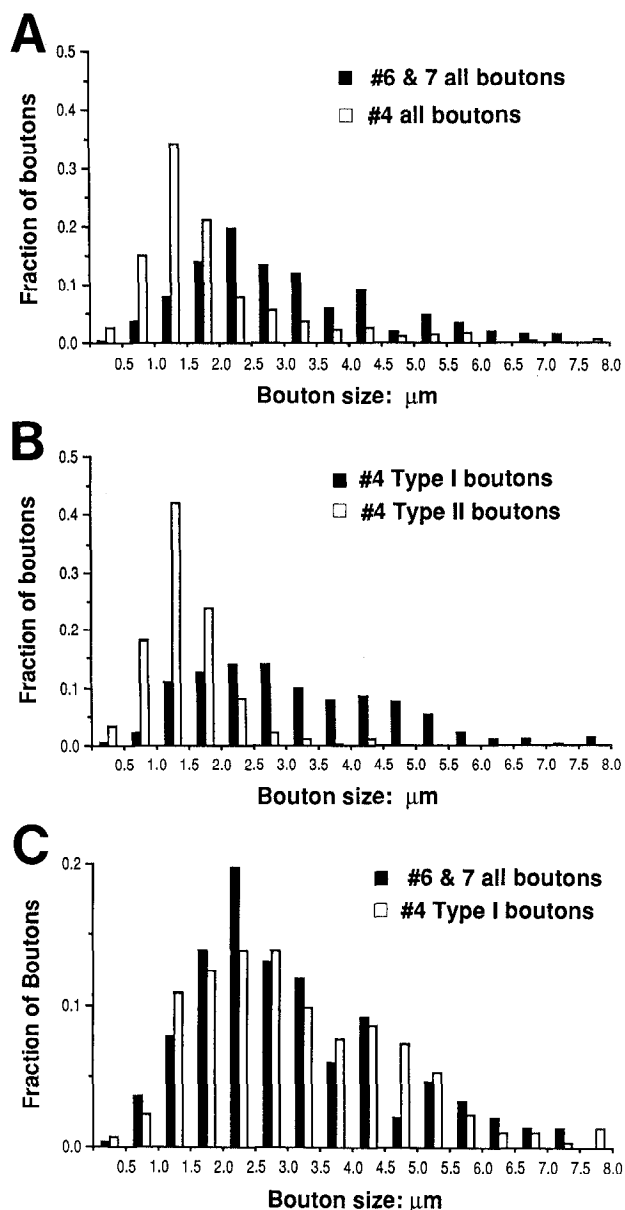 A
0.5
0.4
0.3
0.2
0.1
0.0
Fraction of boutons
#6 & 7 all boutons
#4 all boutons
0.5 1.0 1.5 2.0 2.5 3.0 3.5 4.0 4.5 5.0 5.5 6.0 6.5 7.0 7.5 8.0
Bouton size: μm
B
0.5
0.4
0.3
0.2
0.1
0.0
Fraction of boutons
#4 Type I boutons
#4 Type II boutons
0.5 1.0 1.5 2.0 2.5 3.0 3.5 4.0 4.5 5.0 5.5 6.0 6.5 7.0 7.5 8.0
Bouton size: μm
C
0.2
0.1
0.0
Fraction of Boutons
#6 & 7 all boutons
#4 Type I boutons
0.5 1.0 1.5 2.0 2.5 3.0 3.5 4.0 4.5 5.0 5.5 6.0 6.5 7.0 7.5 8.0
Bouton size: μm